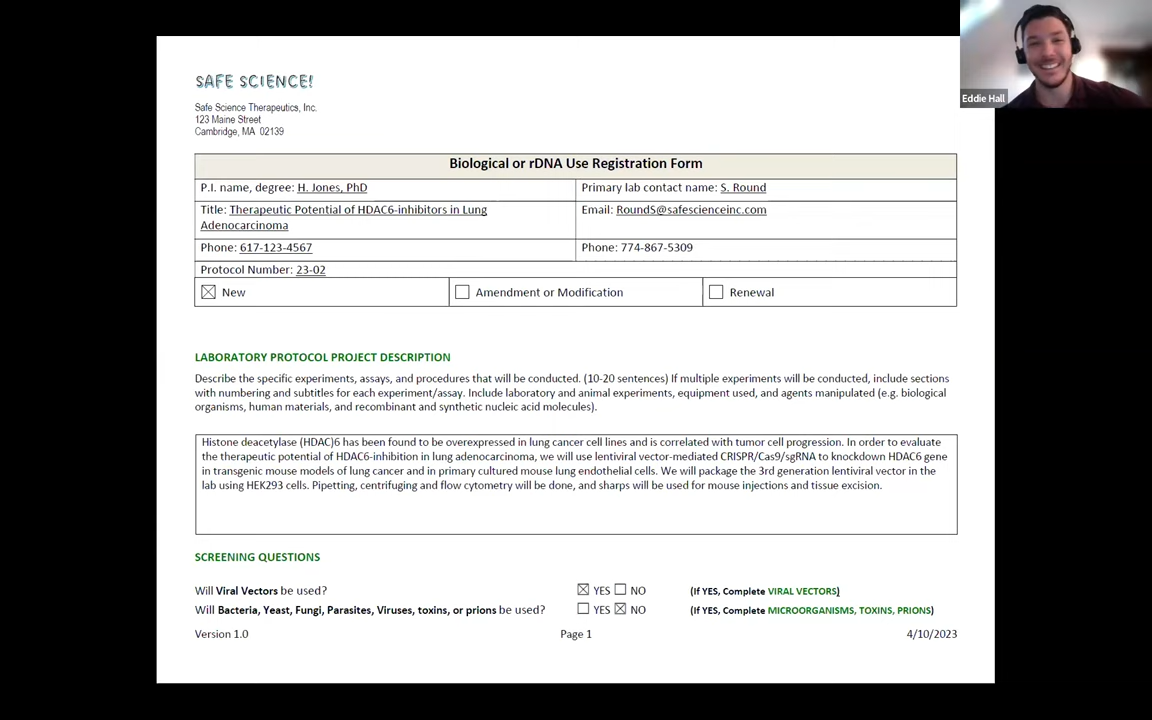 Eddie Hall
SAFE SCIENCE!
Safe Science Therapeutics, Inc.
123 Maine Street
Cambridge, MA 02139
Biological or rDNA Use Registration Form
P.I. name, degree: H. Jones, PhD
Primary lab contact name: S. Round
Title: Therapeutic Potential of HDAC6-inhibitors in Lung
Adenocarcinoma
Email: RoundS@safescienceinc.com
Phone: 617-123-4567
Phone: 774-867-5309
Protocol Number: 23-02
New
Amendment or Modification
Renewal
LABORATORY PROTOCOL PROJECT DESCRIPTION
Describe the specific experiments, assays, and procedures that will be conducted. (10-20 sentences) If multiple experiments will be conducted, include sections
with numbering and subtitles for each experiment/assay. Include laboratory and animal experiments, equipment used, and agents manipulated (e.g. biological
organisms, human materials, and recombinant and synthetic nucleic acid molecules).
Histone deacetylase (HDAC)6 has been found to be overexpressed in lung cancer cell lines and is correlated with tumor cell progression. In order to evaluate
the therapeutic potential of HDAC6-inhibition in lung adenocarcinoma, we will use lentiviral vector-mediated CRISPR/Cas9/sgRNA to knockdown HDAC6 gene
in transgenic mouse models of lung cancer and in primary cultured mouse lung endothelial cells. We will package the 3rd generation lentiviral vector in the
lab using HEK293 cells. Pipetting, centrifuging and flow cytometry will be done, and sharps will be used for mouse injections and tissue excision.
SCREENING QUESTIONS
Will Viral Vectors be used? YES NO (If YES, Complete VIRAL VECTORS)
Will Bacteria, Yeast, Fungi, Parasites, Viruses, toxins, or prions be used? YES NO (If YES, Complete MICROORGANISMS, TOXINS, PRIONS)
Version 1.0 Page 1 4/10/2023